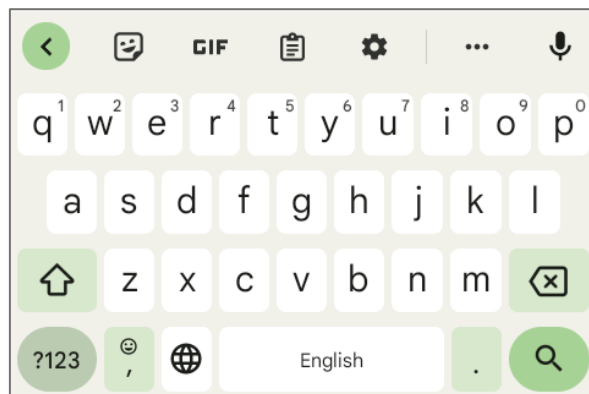 GIF
q1 w2 e3 r4 t5 y6 u7 i8 o9 p0
a s d f g h j k l
z x c v b n m
?123 , English .